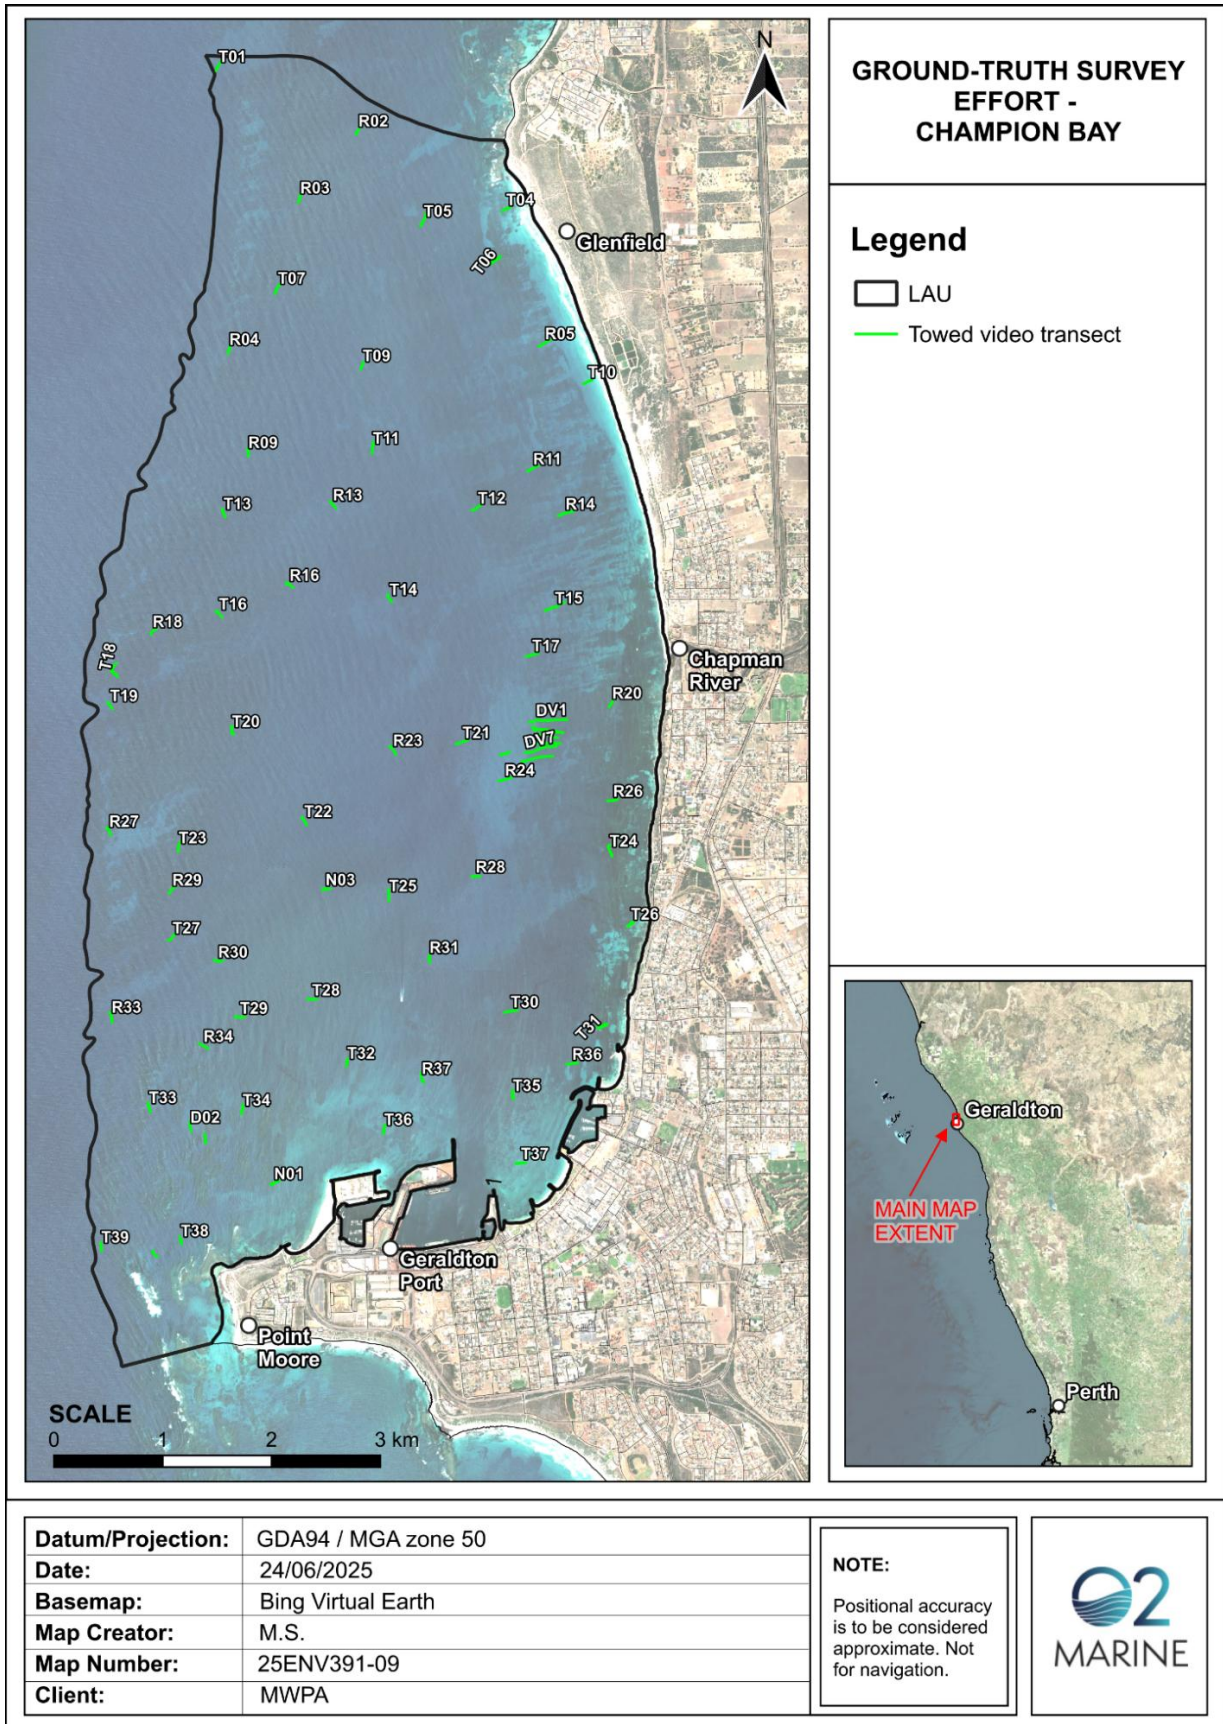 N
T01
R02
R03
T05
T04
Glenfield
T06
T07
R04
T09
R05
T10
R09
T11
R11
T13
R13
T12
R14
R16
T14
T16
T15
R18
T17
T18
Chapman
River
T19
R20
T20
DV1
R23
T21
DV7
R24
R26
T22
R27
T23
T24
R28
R29
N03
T25
T27
T26
R30
R31
T28
R33
T29
T30
T31
R34
T32
R36
R37
T33
T34
T35
D02
T36
T37
N01
T39
T38
Geraldton
Port
Point
Moore
SCALE
0 1 2 3 km
GROUND-TRUTH SURVEY
EFFORT -
CHAMPION BAY
Legend
LAU
Towed video transect
Geraldton
MAIN MAP
EXTENT
Perth
Datum/Projection: GDA94 / MGA zone 50
Date: 24/06/2025
Basemap: Bing Virtual Earth
Map Creator: M.S.
Map Number: 25ENV391-09
Client: MWPA
NOTE:
Positional accuracy
is to be considered
approximate. Not
for navigation.
O2
MARINE